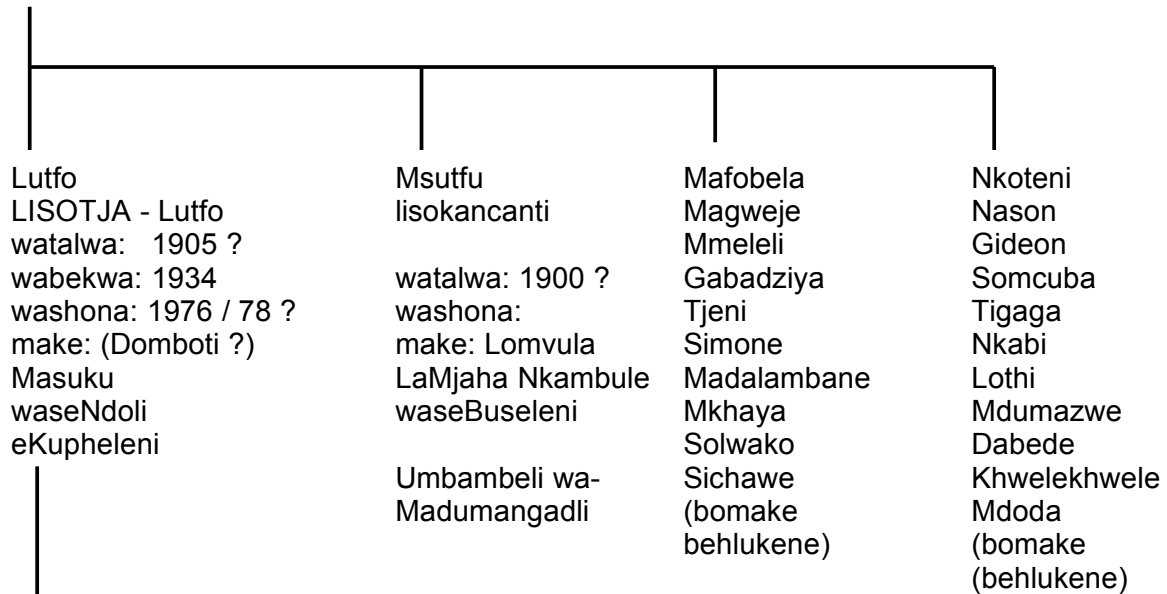 Lutfo
LISOTJA - Lutfo
watalwa: 1905 ?
wabekwa: 1934
washona: 1976 / 78 ?
make: (Domboti ?)
Masuku
waseNdoli
eKupheleni
Msutfu
lisokancanti
watalwa: 1900 ?
washona:
make: Lomvula
LaMjaha Nkambule
waseBuseleni
Umbambeli wa-
Madumangadli
Mafobela
Magweje
Mmeleli
Gabadziya
Tjeni
Simone
Madalambane
Mkhaya
Solwako
Sichawe
(bomake
behlukene)
Nkoteni
Nason
Gideon
Somcuba
Tigaga
Nkabi
Lothi
Mdumazwe
Dabede
Khwelekhwele
Mdoda
(bomake
(behlukene)